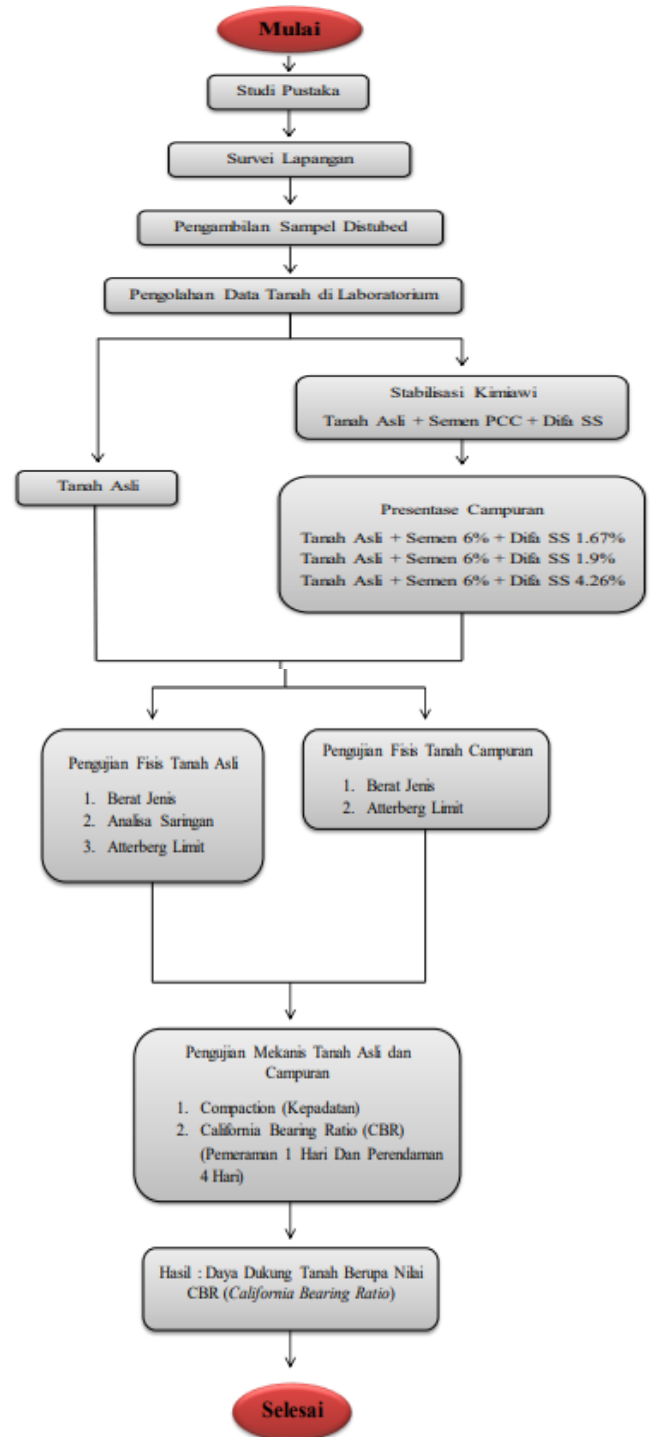 Mulai
Studi Pustaka
Survei Lapangan
Pengambilan Sampel Distubed
Pengolahan Data Tanah di Laboratorium
Stabilisasi Kimiawi
Tanah Asli + Semen PCC + Difa SS
Tanah Asli
Presentase Campuran
Tanah Asli + Semen 6% + Difa SS 1.67%
Tanah Asli + Semen 6% + Difa SS 1.9%
Tanah Asli + Semen 6% + Difa SS 4.26%
Pengujian Fisis Tanah Asli
1. Berat Jenis
2. Analisa Saringan
3. Atterberg Limit
Pengujian Fisis Tanah Campuran
1. Berat Jenis
2. Atterberg Limit
Pengujian Mekanis Tanah Asli dan
Campuran
1. Compaction (Kepadatan)
2. California Bearing Ratio (CBR)
(Pemeraman 1 Hari Dan Perendaman
4 Hari)
Hasil : Daya Dukung Tanah Berupa Nilai
CBR (California Bearing Ratio)
Selesai